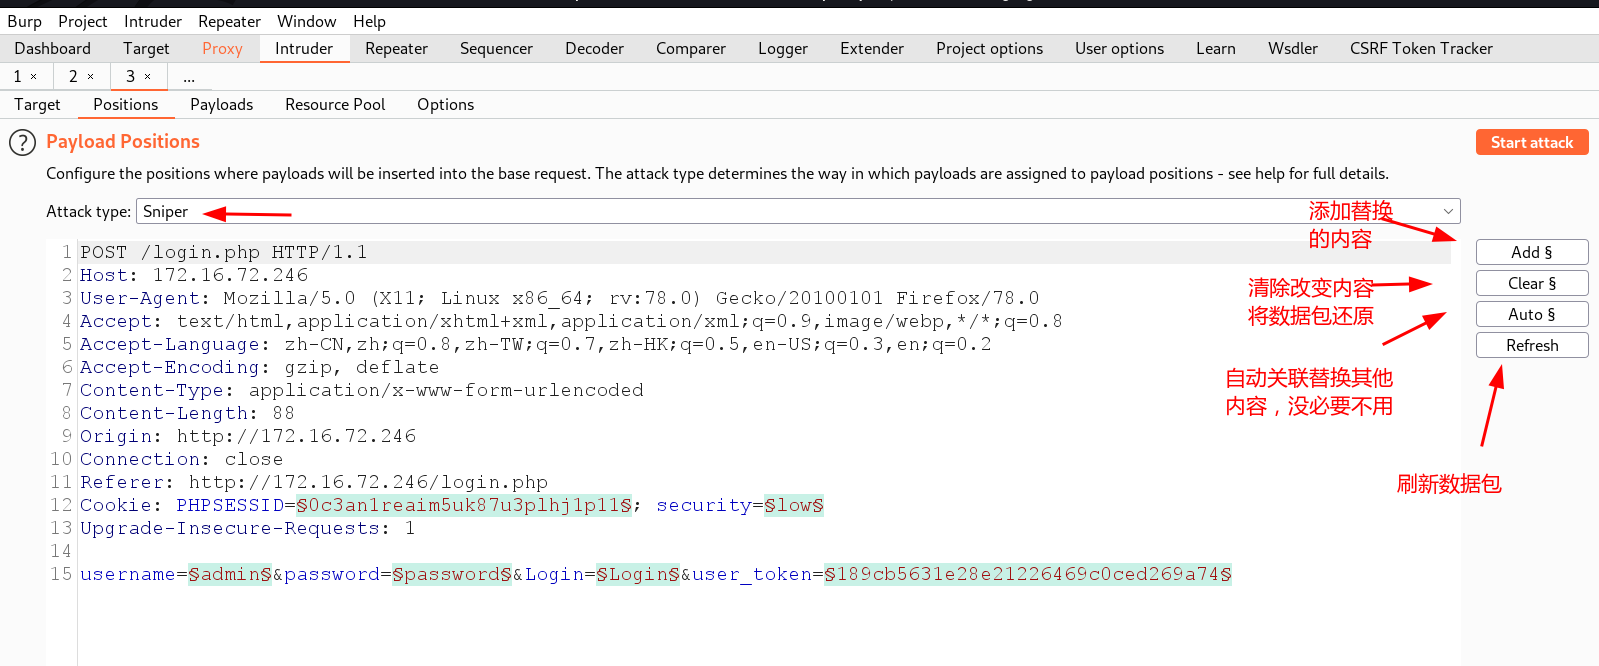 Burp Project Intruder Repeater Window Help
Dashboard Target Proxy Intruder Repeater Sequencer Decoder Comparer Logger Extender Project options User options Learn Wsdler CSRF Token Tracker
1 × 2 × 3 × ...
Target Positions Payloads Resource Pool Options
? Payload Positions
Start attack
Configure the positions where payloads will be inserted into the base request. The attack type determines the way in which payloads are assigned to payload positions - see help for full details.
Attack type: Sniper
添加替换
的内容
Add §
清除改变内容
将数据包还原
Clear §
Auto §
Refresh
自动关联替换其他
内容，没必要不用
刷新数据包
1 POST /login.php HTTP/1.1
2 Host: 172.16.72.246
3 User-Agent: Mozilla/5.0 (X11; Linux x86_64; rv:78.0) Gecko/20100101 Firefox/78.0
4 Accept: text/html,application/xhtml+xml,application/xml;q=0.9,image/webp,*/*;q=0.8
5 Accept-Language: zh-CN,zh;q=0.8,zh-TW;q=0.7,zh-HK;q=0.5,en-US;q=0.3,en;q=0.2
6 Accept-Encoding: gzip, deflate
7 Content-Type: application/x-www-form-urlencoded
8 Content-Length: 88
9 Origin: http://172.16.72.246
10 Connection: close
11 Referer: http://172.16.72.246/login.php
12 Cookie: PHPSESSID=§0c3an1reaim5uk87u3plhj1p11§; security=§low§
13 Upgrade-Insecure-Requests: 1
14
15 username=§admin§&password=§password§&Login=§Login§&user_token=§189cb5631e28e21226469c0ced269a74§